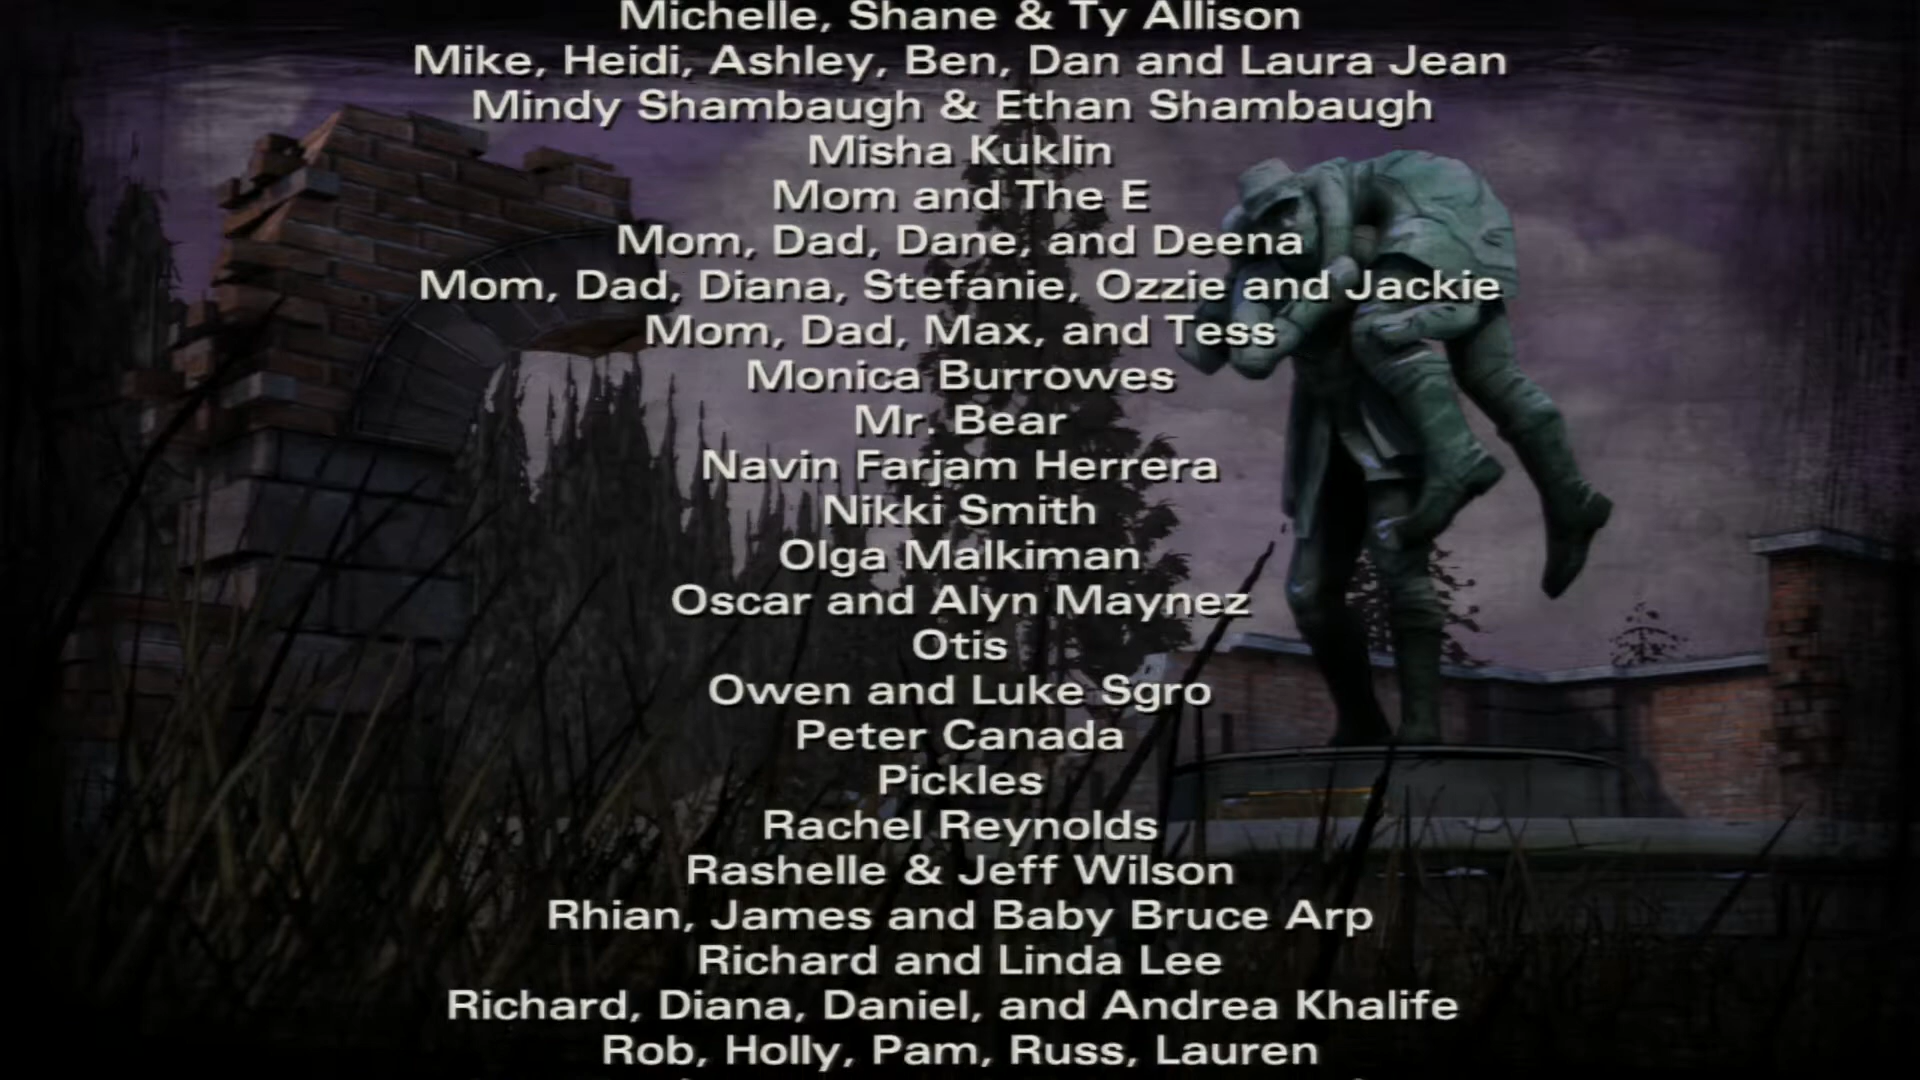 Michelle, Shane & Ty Allison
Mike, Heidi, Ashley, Ben, Dan and Laura Jean
Mindy Shambaugh & Ethan Shambaugh
Misha Kuklin
Mom and The E
Mom, Dad, Dane, and Deena
Mom, Dad, Diana, Stefanie, Ozzie and Jackie
Mom, Dad, Max, and Tess
Monica Burrowes
Mr. Bear
Navin Farjam Herrera
Nikki Smith
Olga Malkiman
Oscar and Alyn Maynez
Otis
Owen and Luke Sgro
Peter Canada
Pickles
Rachel Reynolds
Rashelle & Jeff Wilson
Rhian, James and Baby Bruce Arp
Richard and Linda Lee
Richard, Diana, Daniel, and Andrea Khalife
Rob, Holly, Pam, Russ, Lauren